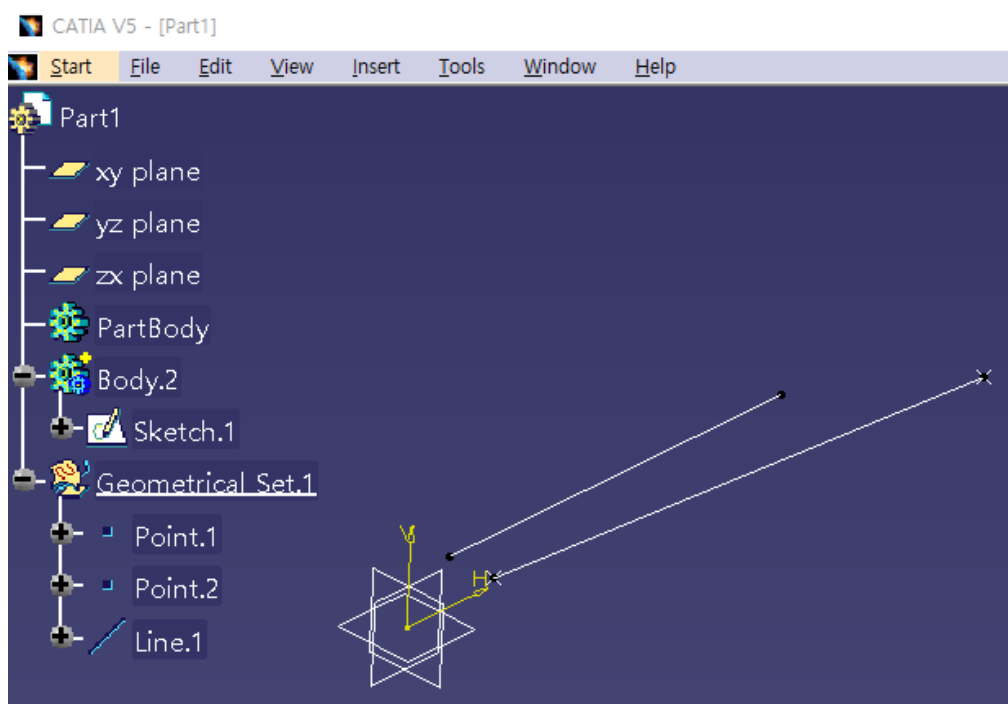 CATIA V5 - [Part1]
Start File Edit View Insert Tools Window Help
Part1
xy plane
yz plane
zx plane
PartBody
Body.2
Sketch.1
Geometrical Set.1
Point.1
Point.2
Line.1
V
H